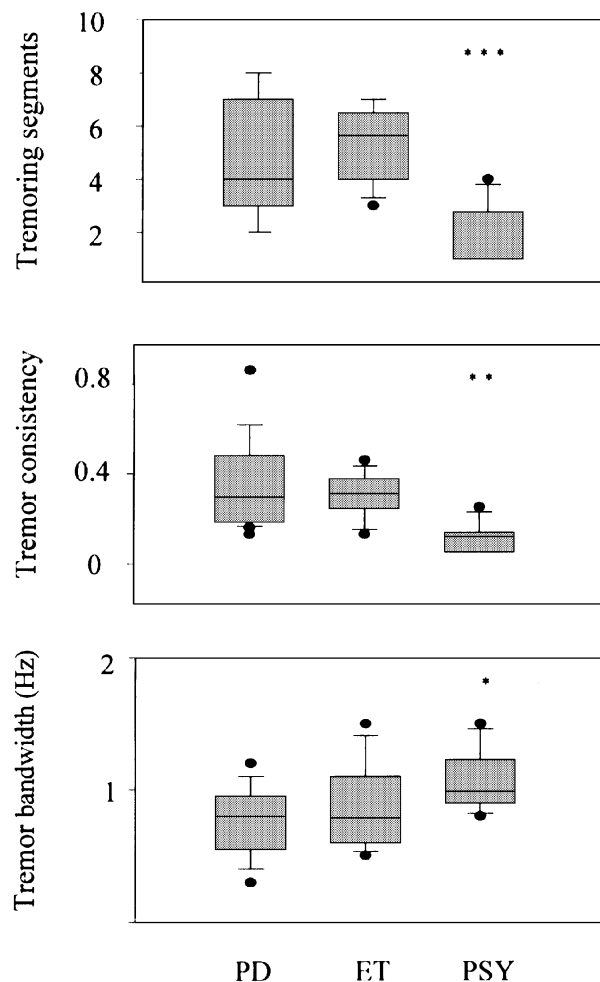 Tremoring segments
10
8
6
4
2
* * *
Tremor consistency
0.8
0.4
0
* *
Tremor bandwidth (Hz)
2
1
*
PD ET PSY